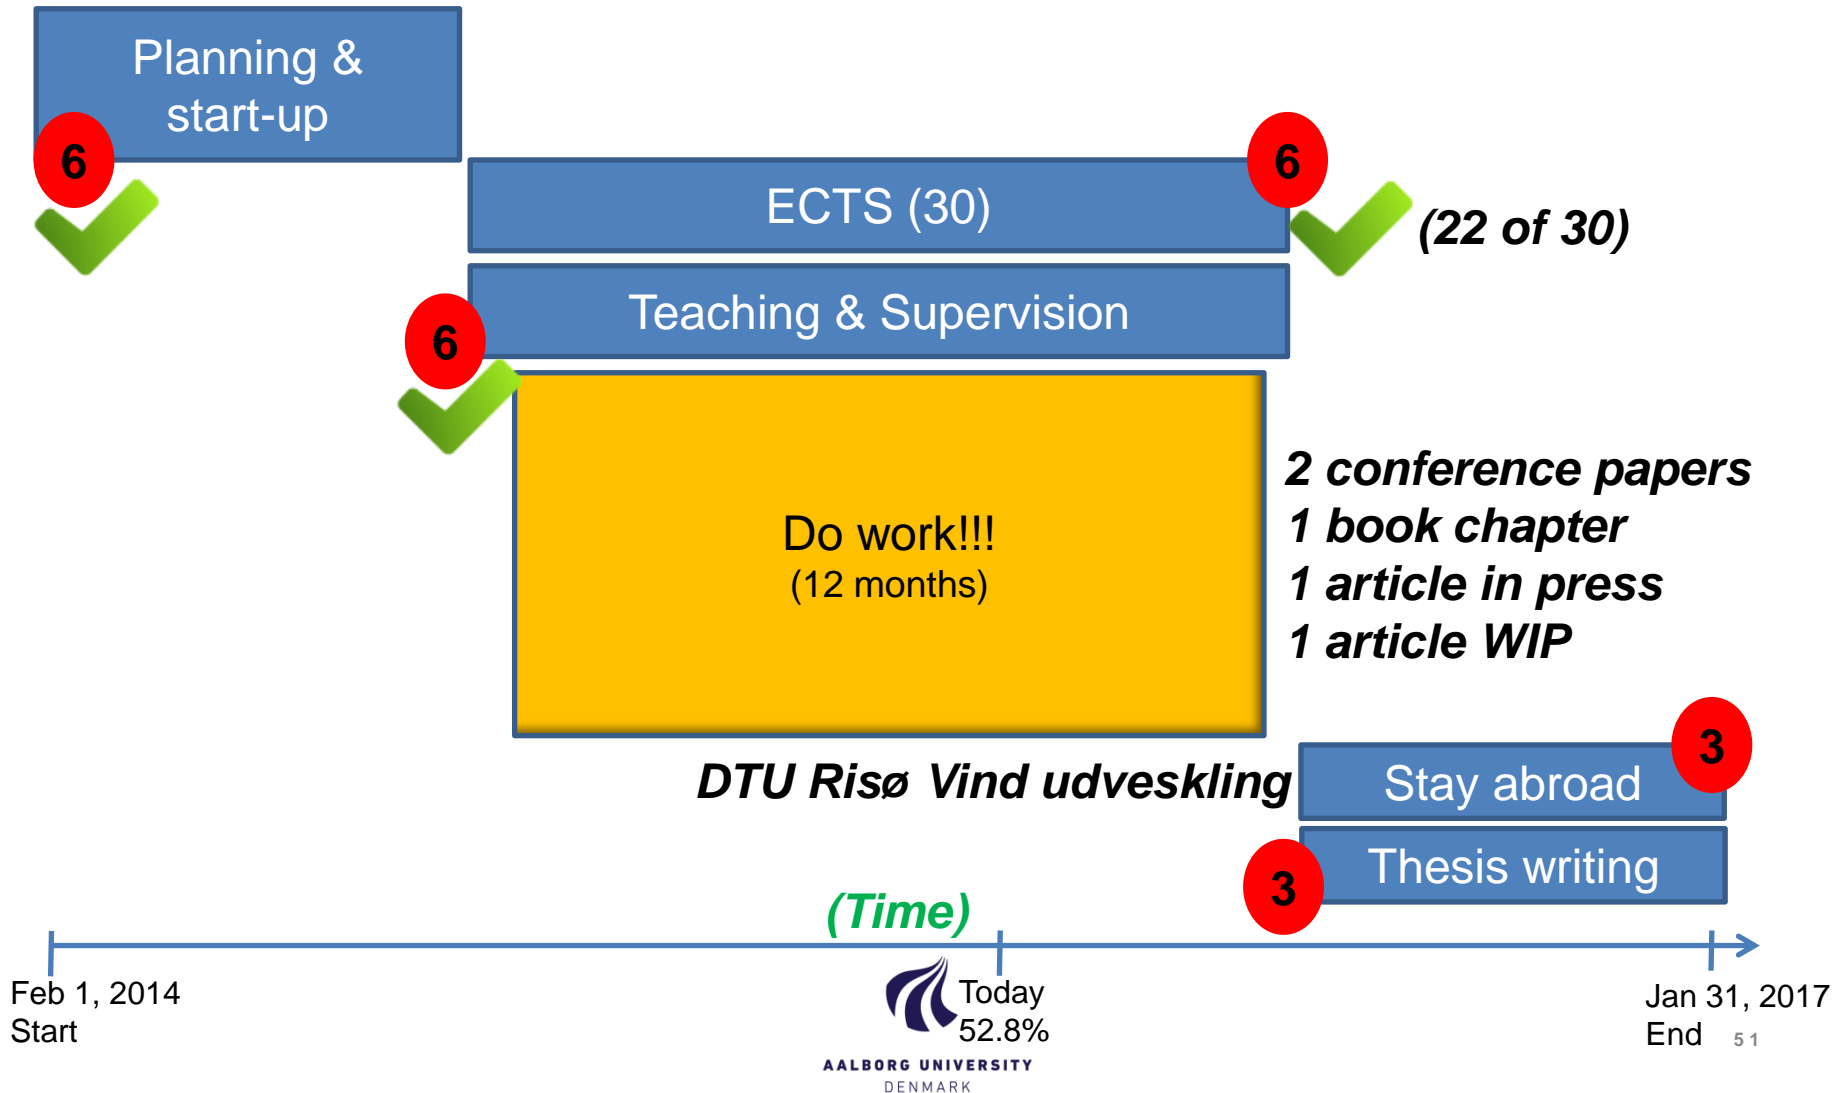 Planning &
start-up
6
6
ECTS (30)
(22 of 30)
Teaching & Supervision
6
Do work!!!
(12 months)
2 conference papers
1 book chapter
1 article in press
1 article WIP
3
DTU Risø Vind udveskling
Stay abroad
Thesis writing
3
(Time)
Feb 1, 2014
Start
Today
52.8%
Jan 31, 2017
End
51
AALBORG UNIVERSITY
DENMARK